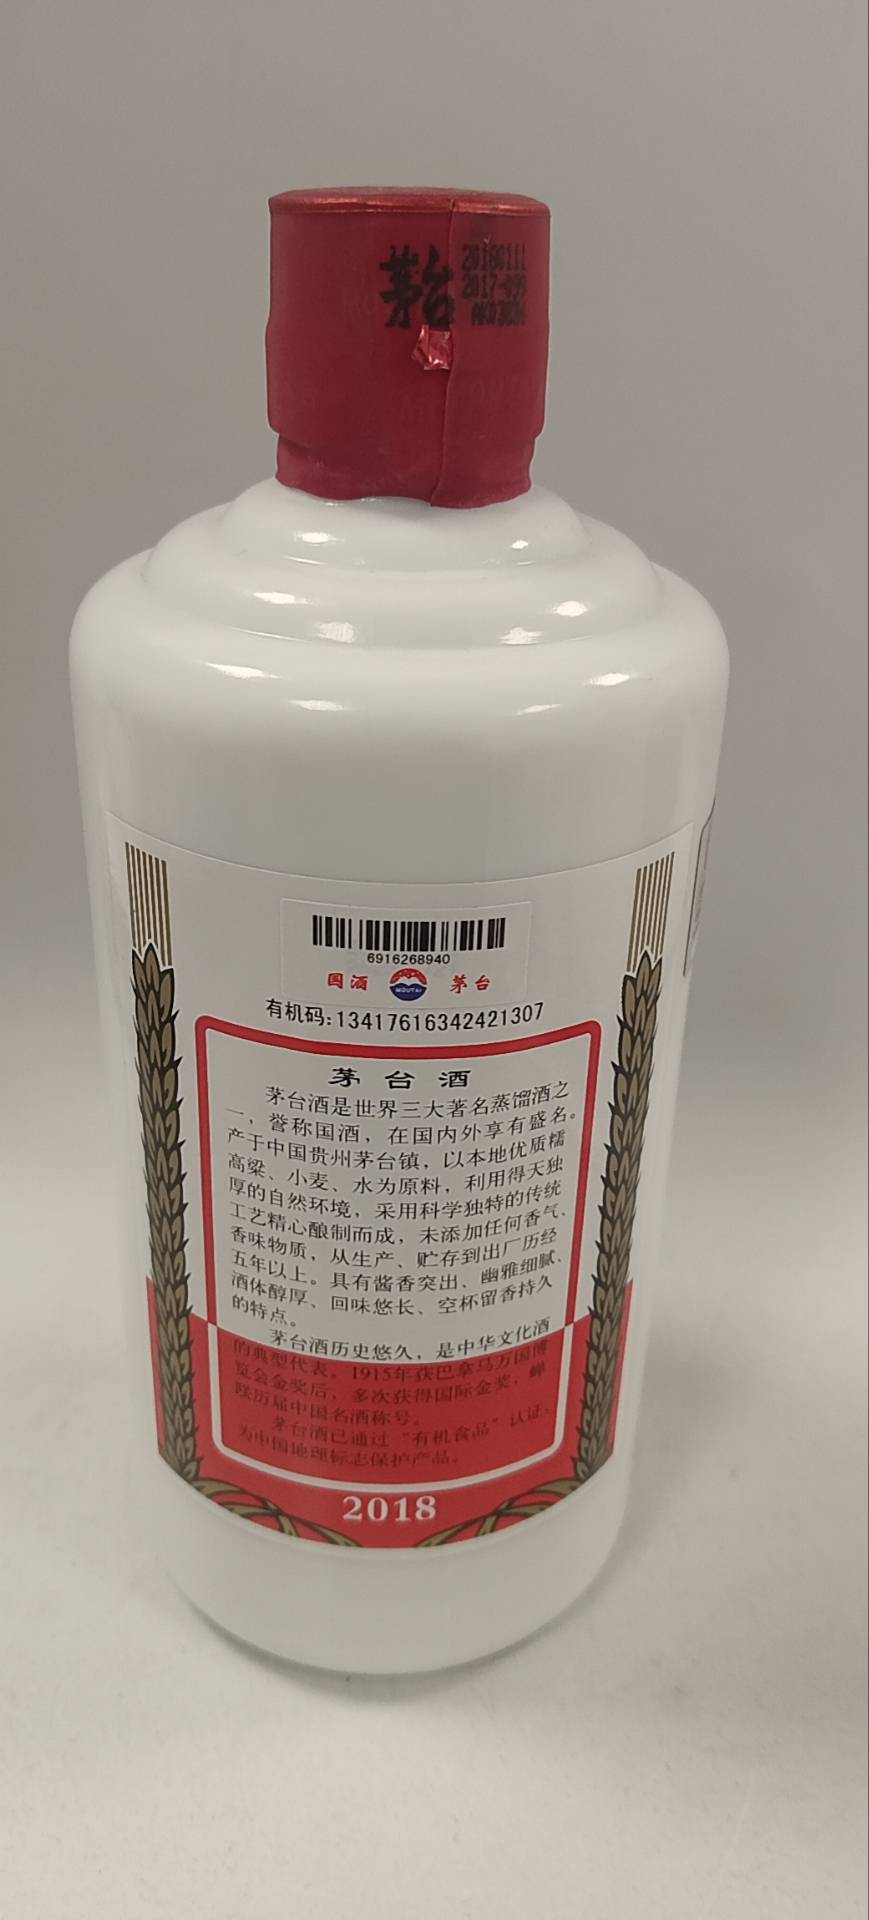 茅台
20180111
2017-099
6916268940
国酒
MOUTAI
茅台
有机码:13417616342421307
茅台酒
茅台酒是世界三大著名蒸馏酒之
一，誉称国酒，在国内外享有盛名。
产于中国贵州茅台镇，以本地优质糯
高粱、小麦、水为原料，利用得天独
厚的自然环境，采用科学独特的传统
工艺精心酿制而成，未添加任何香气、
香味物质，从生产、贮存到出厂历经
五年以上。具有酱香突出、幽雅细腻、
酒体醇厚、回味悠长、空杯留香持久
的特点。
茅台酒历史悠久，是中华文化酒
的典型代表。1915年获巴拿马万国博
览会金奖后，多次获得国际金奖，蝉
联历届中国名酒称号。
茅台酒已通过“有机食品”认证；
为中国地理标志保护产品。
2018